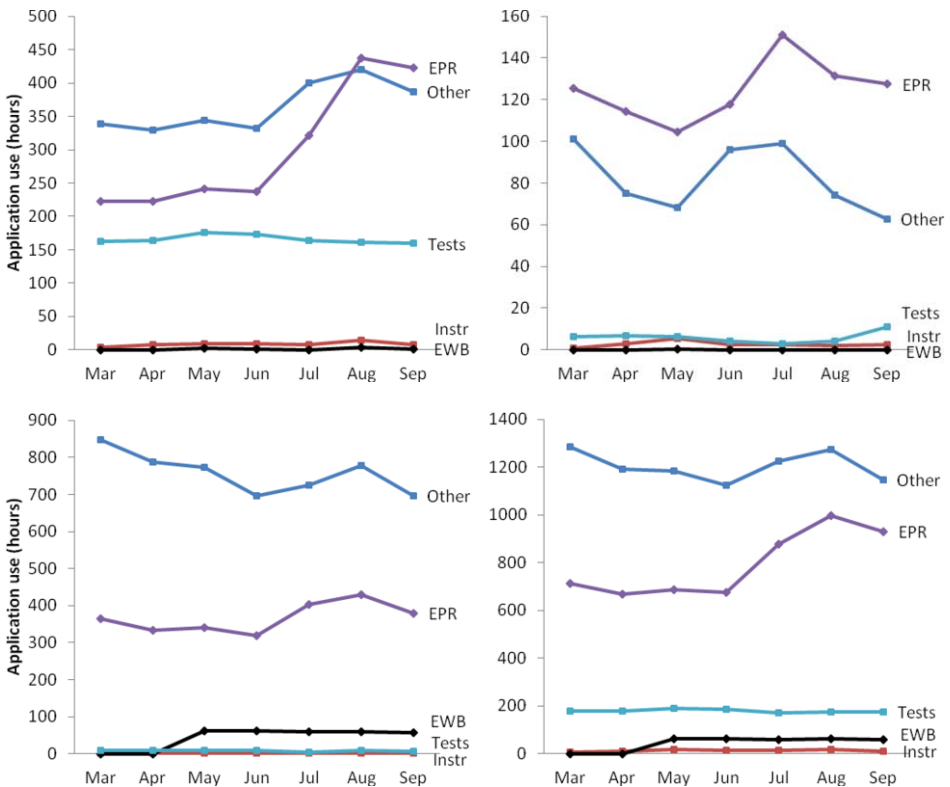 Application use (hours)
500
450
400
350
300
250
200
150
100
50
0
EPR
Other
Tests
Instr
EWB
Mar Apr May Jun Jul Aug Sep
160
140
120
100
80
60
40
20
0
EPR
Other
Tests
Instr
EWB
Mar Apr May Jun Jul Aug Sep
Application use (hours)
900
800
700
600
500
400
300
200
100
0
Other
EPR
EWB
Tests
Instr
Mar Apr May Jun Jul Aug Sep
1400
1200
1000
800
600
400
200
0
Other
EPR
Tests
EWB
Instr
Mar Apr May Jun Jul Aug Sep